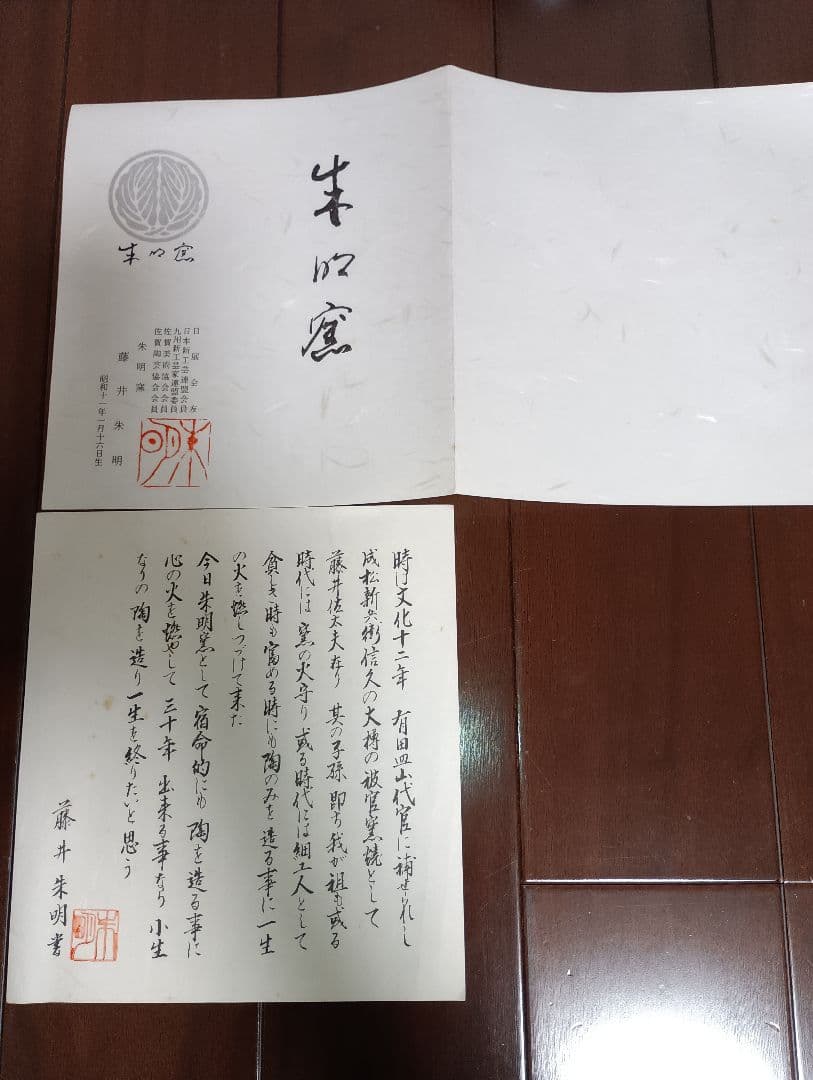 朱明窯
朱明窯
日展会友
日本新工芸連盟会員
九州新工芸家連盟委員
佐賀美術協会会員
佐賀陶芸協会会員
朱明窯
藤井朱明
昭和十一年一月十六日生
朱明
時は文化十二年 有田皿山代官に補せられし
成松新兵衛信久の大樽の被官窯焼として
藤井佐太夫なり 其の子孫 即ち我が祖も或る
時代には 窯の火守り 或る時代には細工人として
貧しき時も富める時にも陶のみを造る事に一生
の火を燃しつづけて来た
今日朱明窯として 宿命的にも 陶を造る事に
心の火を燃やして 三十年 出来る事なら 小生
なりの 陶を造り 一生を終りたいと思う
藤井朱明書
朱明